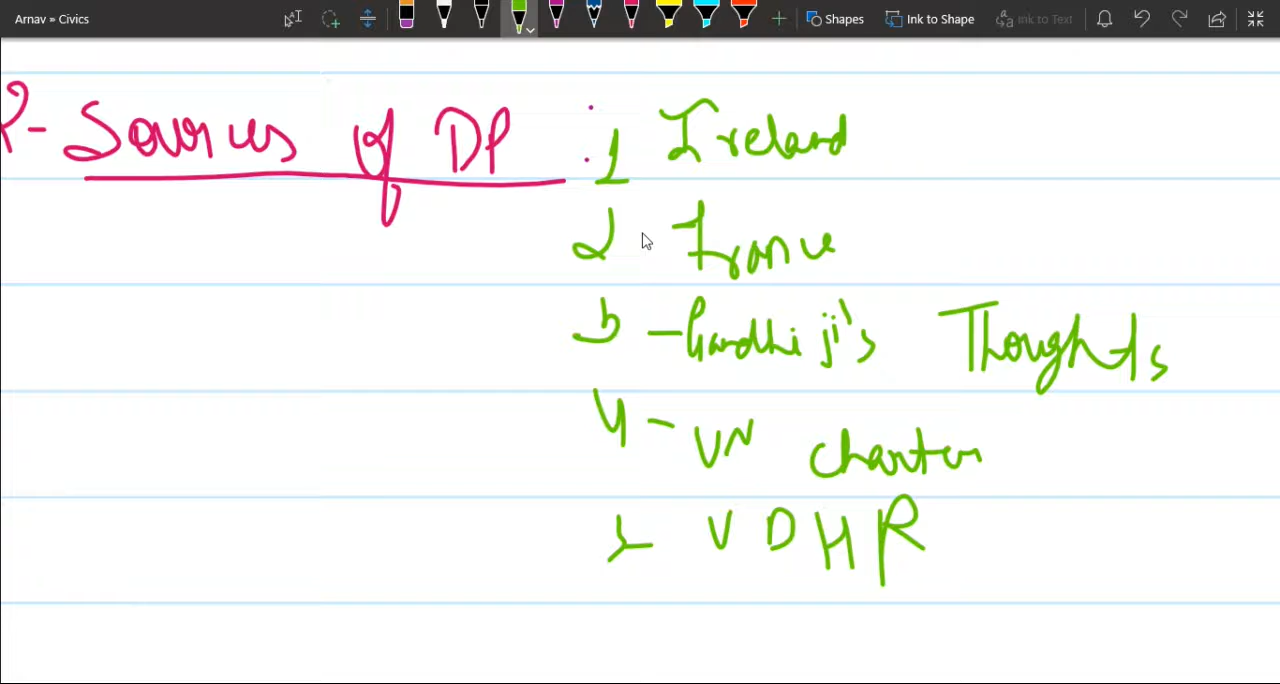 Arnav » Civics
Shapes
Ink to Shape
Ink to Text
?- Sources of DP : 1 Ireland
2 France
3 - Gandhi ji's Thoughts
4 - UN Charter
5 UDHR